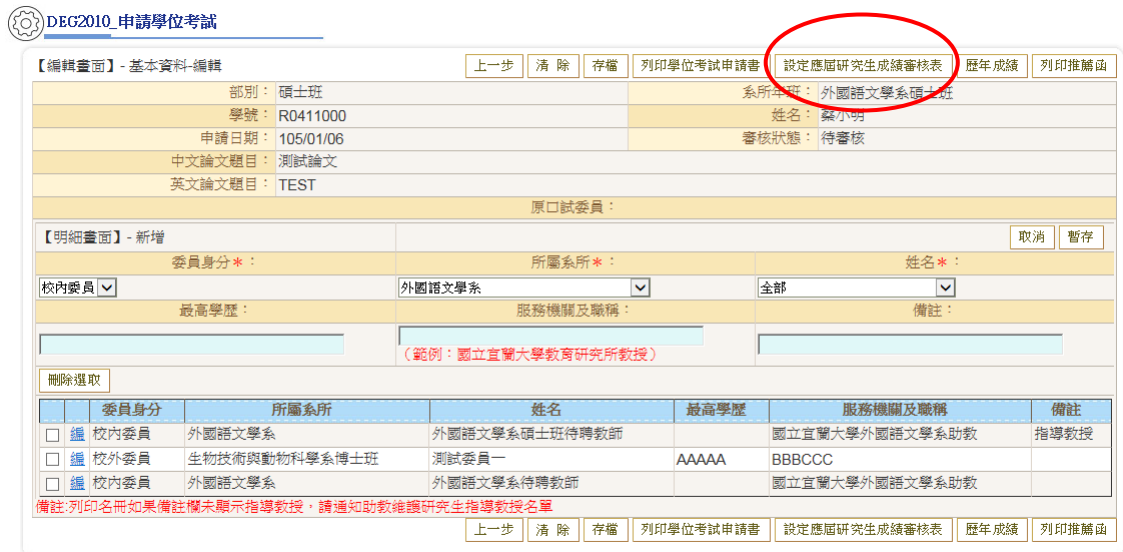 DEG2010_申請學位考試
【編輯畫面】- 基本資料-編輯 上一步 清 除 存檔 列印學位考試申請書 設定應屆研究生成績審核表 歷年成績 列印推薦函
部別： 碩士班 系所年班： 外國語文學系碩士班
學號： R0411000 姓名： 蔡小明
申請日期： 105/01/06 審核狀態： 待審核
中文論文題目： 測試論文
英文論文題目： TEST
原口試委員：
【明細畫面】- 新增 取消 暫存
委員身分＊： 所屬系所＊： 姓名＊：
校內委員 外國語文學系 全部
最高學歷： 服務機關及職稱： 備註：
（範例：國立宜蘭大學教育研究所教授）
刪除選取
委員身分 所屬系所 姓名 最高學歷 服務機關及職稱 備註
編 校內委員 外國語文學系 外國語文學系碩士班待聘教師 國立宜蘭大學外國語文學系助教 指導教授
編 校外委員 生物技術與動物科學系博士班 測試委員一 AAAAA BBBCCC
編 校內委員 外國語文學系 外國語文學系待聘教師 國立宜蘭大學外國語文學系助教
備註:列印名冊如果備註欄未顯示指導教授，請通知助教維護研究生指導教授名單
上一步 清 除 存檔 列印學位考試申請書 設定應屆研究生成績審核表 歷年成績 列印推薦函